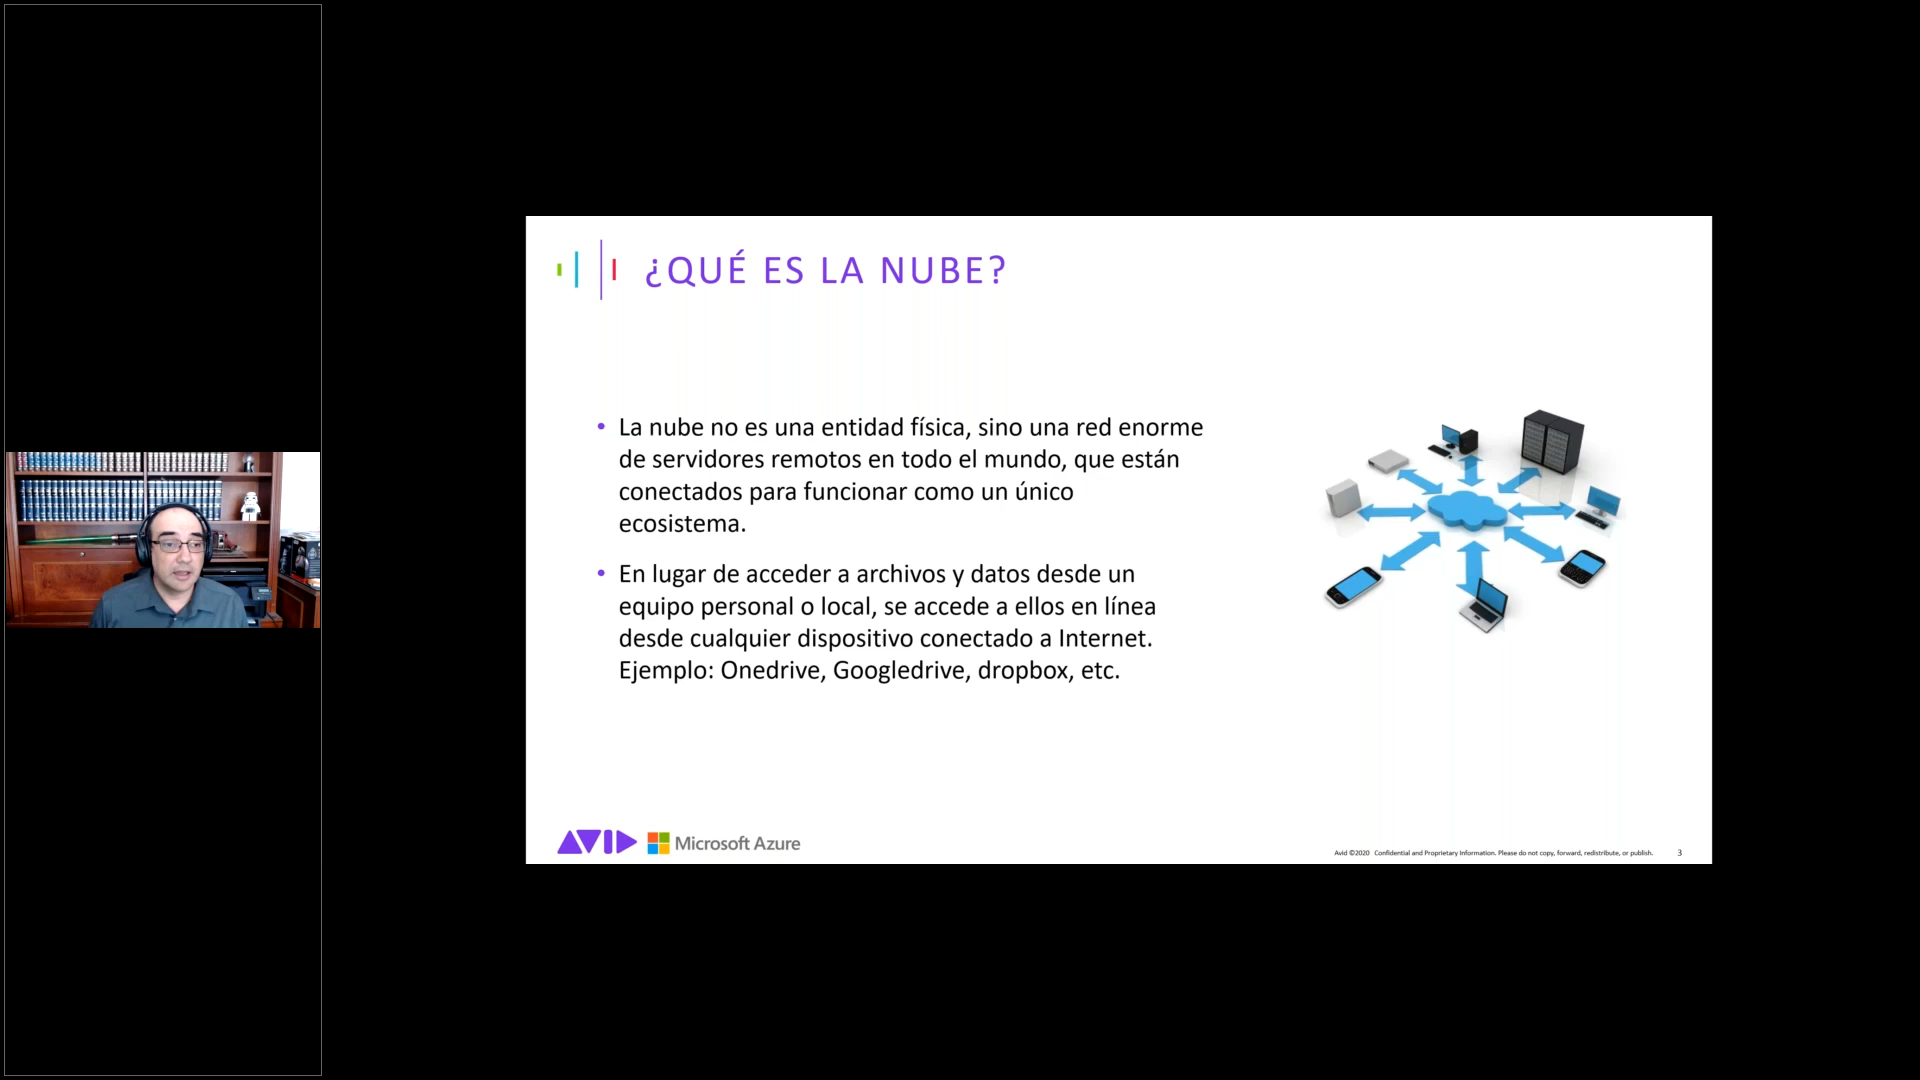 ¿QUÉ ES LA NUBE?
• La nube no es una entidad física, sino una red enorme
de servidores remotos en todo el mundo, que están
conectados para funcionar como un único
ecosistema.
• En lugar de acceder a archivos y datos desde un
equipo personal o local, se accede a ellos en línea
desde cualquier dispositivo conectado a Internet.
Ejemplo: Onedrive, Googledrive, dropbox, etc.
AVID Microsoft Azure
Avid ©2020 Confidential and Proprietary Information. Please do not copy, forward, redistribute, or publish. 3